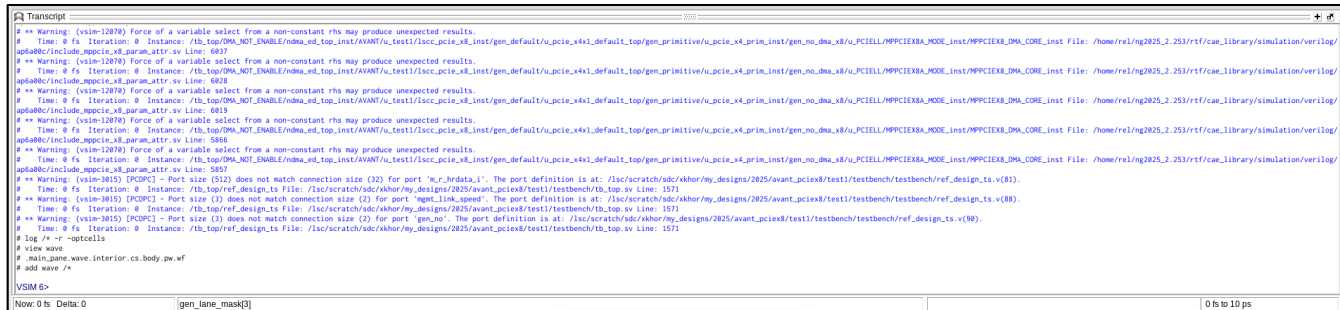 Transcript
# ** Warning: (vsim-12070) Force of a variable select from a non-constant rhs may produce unexpected results.
#    Time: 0 fs  Iteration: 0  Instance: /tb_top/DMA_NOT_ENABLE/ndma_ed_top_inst/AVANT/u_test1/lscc_pcie_x8_inst/gen_default/u_pcie_x4x1_default_top/gen_primitive/u_pcie_x4_prim_inst/gen_no_dma_x8/u_PCIELL/MPPCIEX8A_MODE_inst/MPPCIEX8_DMA_CORE_inst File: /home/rel/ng2025_2.253/rtf/cae_library/simulation/verilog/
ap6a00c/include_mppcie_x8_param_attr.sv Line: 6037
# ** Warning: (vsim-12070) Force of a variable select from a non-constant rhs may produce unexpected results.
#    Time: 0 fs  Iteration: 0  Instance: /tb_top/DMA_NOT_ENABLE/ndma_ed_top_inst/AVANT/u_test1/lscc_pcie_x8_inst/gen_default/u_pcie_x4x1_default_top/gen_primitive/u_pcie_x4_prim_inst/gen_no_dma_x8/u_PCIELL/MPPCIEX8A_MODE_inst/MPPCIEX8_DMA_CORE_inst File: /home/rel/ng2025_2.253/rtf/cae_library/simulation/verilog/
ap6a00c/include_mppcie_x8_param_attr.sv Line: 6028
# ** Warning: (vsim-12070) Force of a variable select from a non-constant rhs may produce unexpected results.
#    Time: 0 fs  Iteration: 0  Instance: /tb_top/DMA_NOT_ENABLE/ndma_ed_top_inst/AVANT/u_test1/lscc_pcie_x8_inst/gen_default/u_pcie_x4x1_default_top/gen_primitive/u_pcie_x4_prim_inst/gen_no_dma_x8/u_PCIELL/MPPCIEX8A_MODE_inst/MPPCIEX8_DMA_CORE_inst File: /home/rel/ng2025_2.253/rtf/cae_library/simulation/verilog/
ap6a00c/include_mppcie_x8_param_attr.sv Line: 6019
# ** Warning: (vsim-12070) Force of a variable select from a non-constant rhs may produce unexpected results.
#    Time: 0 fs  Iteration: 0  Instance: /tb_top/DMA_NOT_ENABLE/ndma_ed_top_inst/AVANT/u_test1/lscc_pcie_x8_inst/gen_default/u_pcie_x4x1_default_top/gen_primitive/u_pcie_x4_prim_inst/gen_no_dma_x8/u_PCIELL/MPPCIEX8A_MODE_inst/MPPCIEX8_DMA_CORE_inst File: /home/rel/ng2025_2.253/rtf/cae_library/simulation/verilog/
ap6a00c/include_mppcie_x8_param_attr.sv Line: 5866
# ** Warning: (vsim-12070) Force of a variable select from a non-constant rhs may produce unexpected results.
#    Time: 0 fs  Iteration: 0  Instance: /tb_top/DMA_NOT_ENABLE/ndma_ed_top_inst/AVANT/u_test1/lscc_pcie_x8_inst/gen_default/u_pcie_x4x1_default_top/gen_primitive/u_pcie_x4_prim_inst/gen_no_dma_x8/u_PCIELL/MPPCIEX8A_MODE_inst/MPPCIEX8_DMA_CORE_inst File: /home/rel/ng2025_2.253/rtf/cae_library/simulation/verilog/
ap6a00c/include_mppcie_x8_param_attr.sv Line: 5857
# ** Warning: (vsim-3015) [PCDPC] - Port size (512) does not match connection size (32) for port 'm_r_hrdata_i'. The port definition is at: /lsc/scratch/sdc/xkhor/my_designs/2025/avant_pciex8/test1/testbench/testbench/ref_design_ts.v(81).
#    Time: 0 fs  Iteration: 0  Instance: /tb_top/ref_design_ts File: /lsc/scratch/sdc/xkhor/my_designs/2025/avant_pciex8/test1/testbench/tb_top.sv Line: 1571
# ** Warning: (vsim-3015) [PCDPC] - Port size (3) does not match connection size (2) for port 'mgmt_link_speed'. The port definition is at: /lsc/scratch/sdc/xkhor/my_designs/2025/avant_pciex8/test1/testbench/testbench/ref_design_ts.v(88).
#    Time: 0 fs  Iteration: 0  Instance: /tb_top/ref_design_ts File: /lsc/scratch/sdc/xkhor/my_designs/2025/avant_pciex8/test1/testbench/tb_top.sv Line: 1571
# ** Warning: (vsim-3015) [PCDPC] - Port size (3) does not match connection size (2) for port 'gen_no'. The port definition is at: /lsc/scratch/sdc/xkhor/my_designs/2025/avant_pciex8/test1/testbench/testbench/ref_design_ts.v(90).
#    Time: 0 fs  Iteration: 0  Instance: /tb_top/ref_design_ts File: /lsc/scratch/sdc/xkhor/my_designs/2025/avant_pciex8/test1/testbench/tb_top.sv Line: 1571
# log /* -r -optcells
# view wave
# .main_pane.wave.interior.cs.body.pw.wf
# add wave /*
VSIM 6>
Now: 0 fs  Delta: 0    gen_lane_mask[3]    0 fs to 10 ps